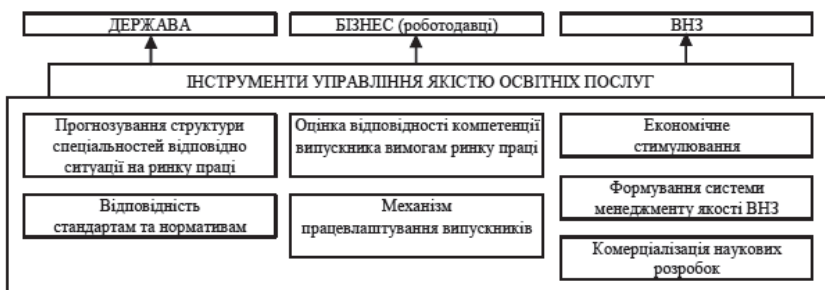 ДЕРЖАВА
БІЗНЕС (роботодавці)
ВНЗ
ІНСТРУМЕНТИ УПРАВЛІННЯ ЯКІСТЮ ОСВІТНІХ ПОСЛУГ
Прогнозування структури
спеціальностей відповідно
ситуації на ринку праці
Відповідність
стандартам та нормативам
Оцінка відповідності компетенції
випускника вимогам ринку праці
Механізм
працевлаштування випускників
Економічне
стимулювання
Формування системи
менеджменту якості ВНЗ
Комерціалізація наукових
розробок